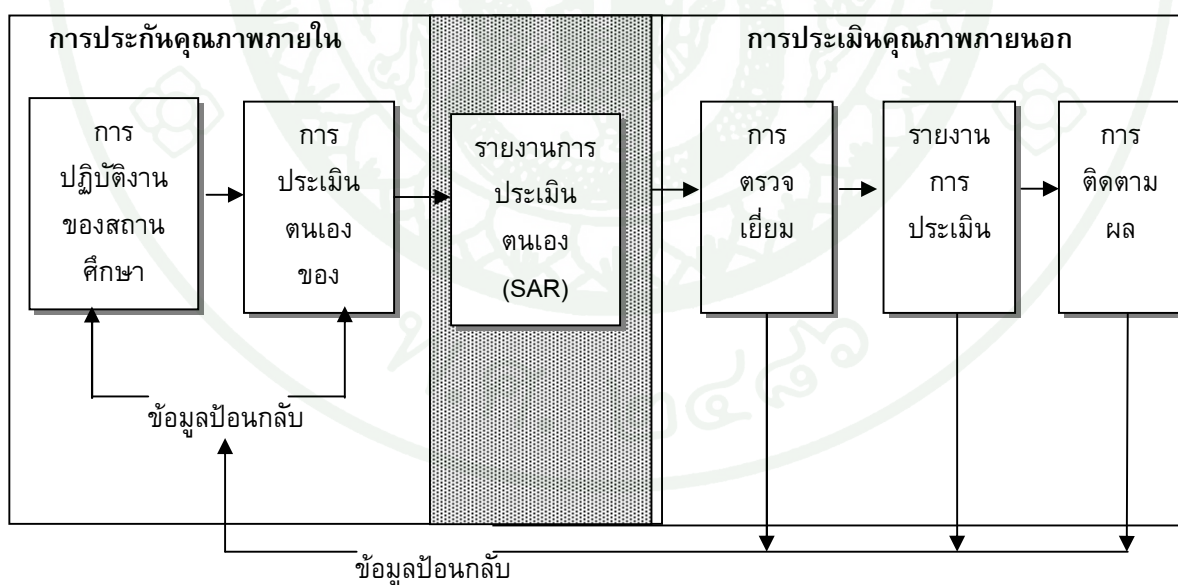 การประกันคุณภาพภายใน
การประเมินคุณภาพภายนอก
การ
ปฏิบัติงาน
ของสถาน
ศึกษา
การ
ประเมิน
ตนเอง
ของ
รายงานการ
ประเมิน
ตนเอง
(SAR)
การ
ตรวจ
เยี่ยม
รายงาน
การ
ประเมิน
การ
ติดตาม
ผล
ข้อมูลป้อนกลับ
ข้อมูลป้อนกลับ
๒๔๘๖